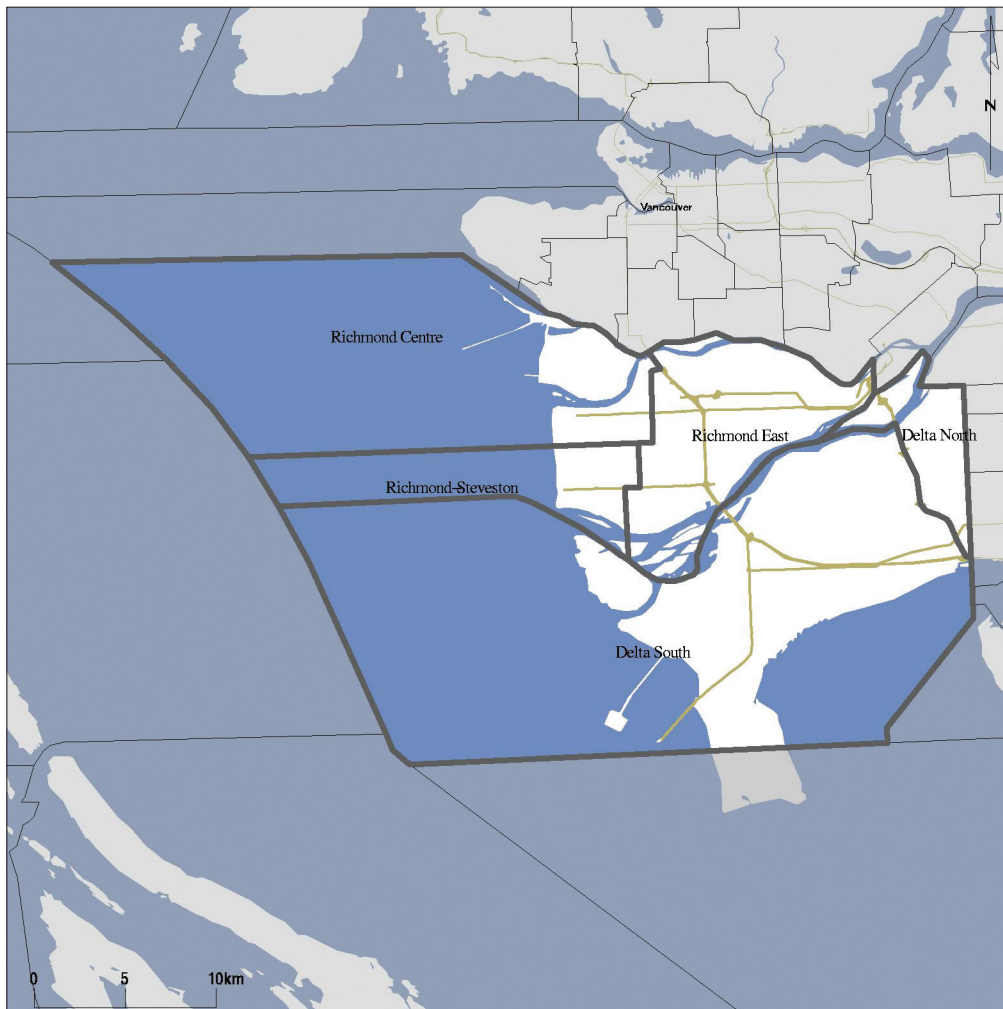 N
Vancouver
Richmond Centre
Richmond East
Delta North
Richmond-Steveston
Delta South
0 5 10km